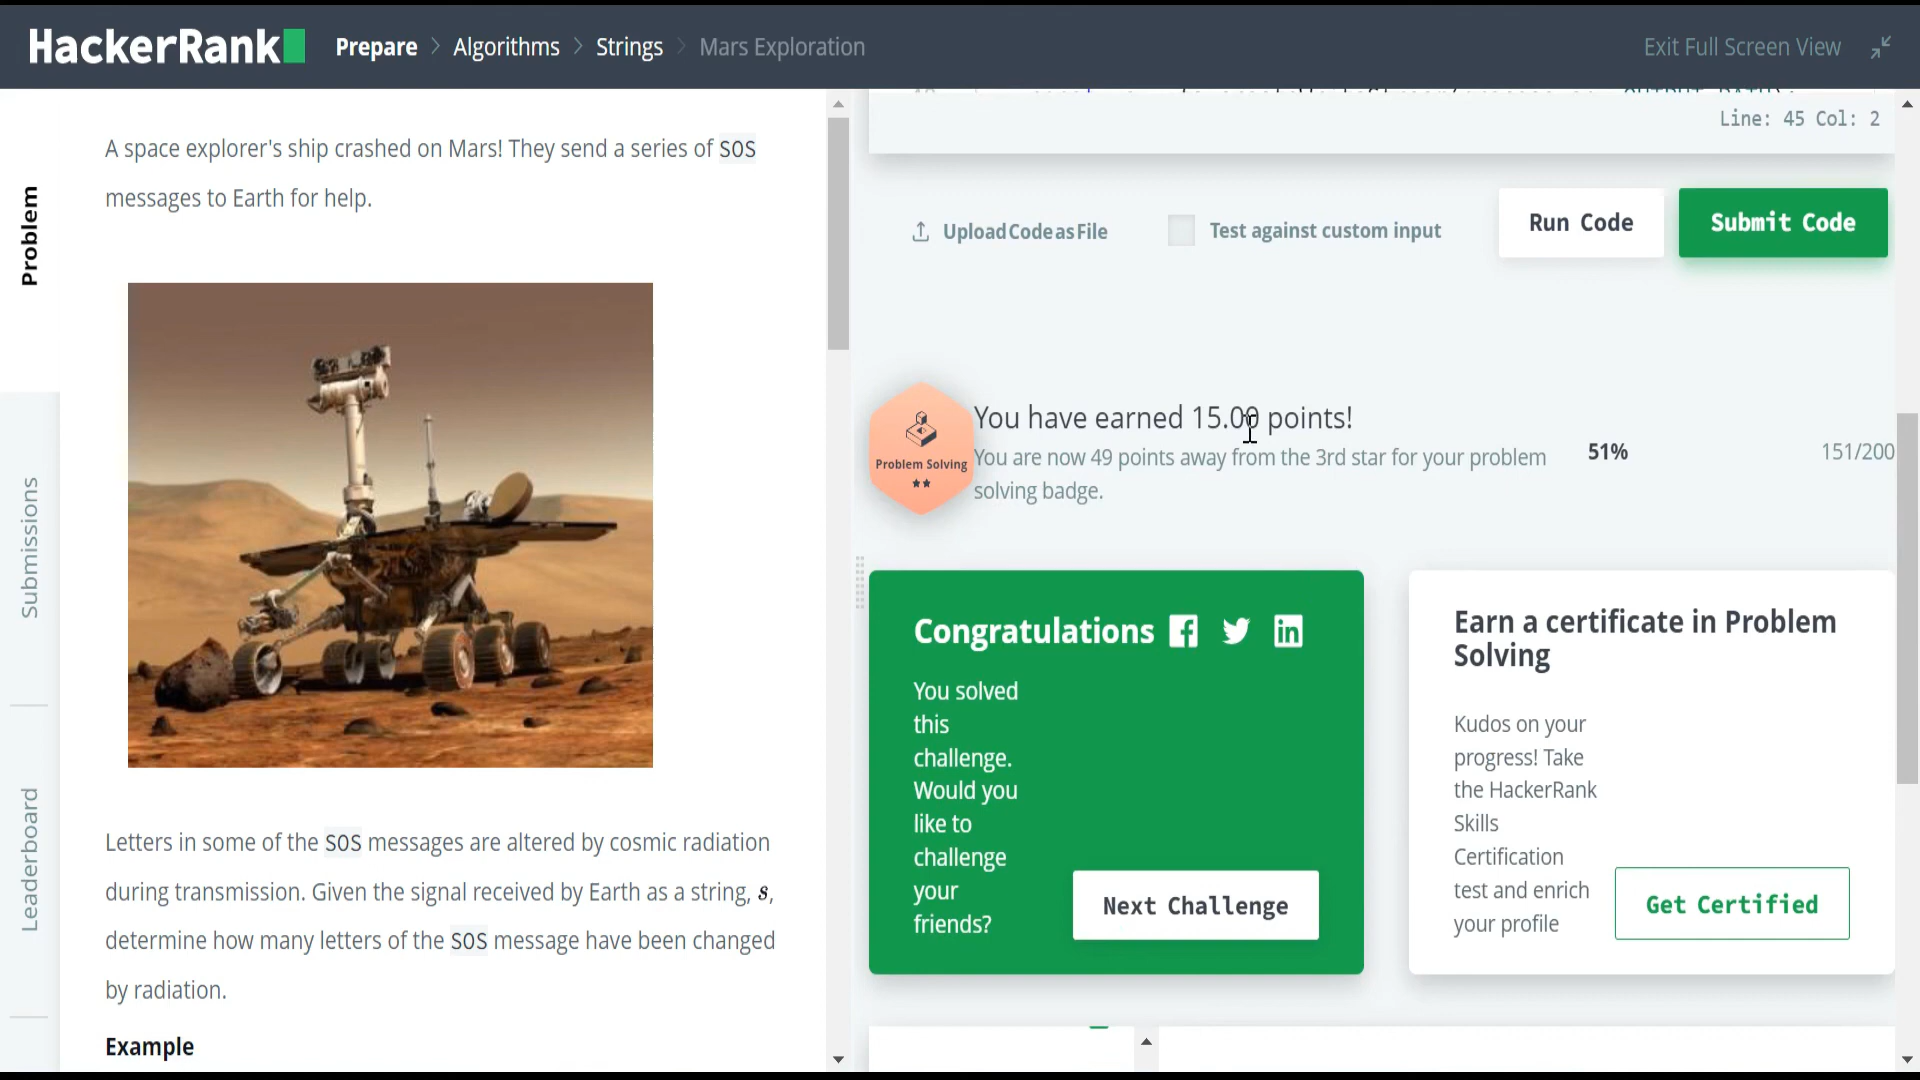 HackerRank
Prepare > Algorithms > Strings > Mars Exploration
Exit Full Screen View
Problem
Submissions
Leaderboard
A space explorer's ship crashed on Mars! They send a series of SOS
messages to Earth for help.
Letters in some of the SOS messages are altered by cosmic radiation
during transmission. Given the signal received by Earth as a string, s,
determine how many letters of the SOS message have been changed
by radiation.
Example
Line: 45 Col: 2
Upload Code as File
Test against custom input
Run Code
Submit Code
Problem Solving
You have earned 15.00 points!
You are now 49 points away from the 3rd star for your problem
solving badge.
51%
151/200
Congratulations
You solved
this
challenge.
Would you
like to
challenge
your
friends?
Next Challenge
Earn a certificate in Problem
Solving
Kudos on your
progress! Take
the HackerRank
Skills
Certification
test and enrich
your profile
Get Certified